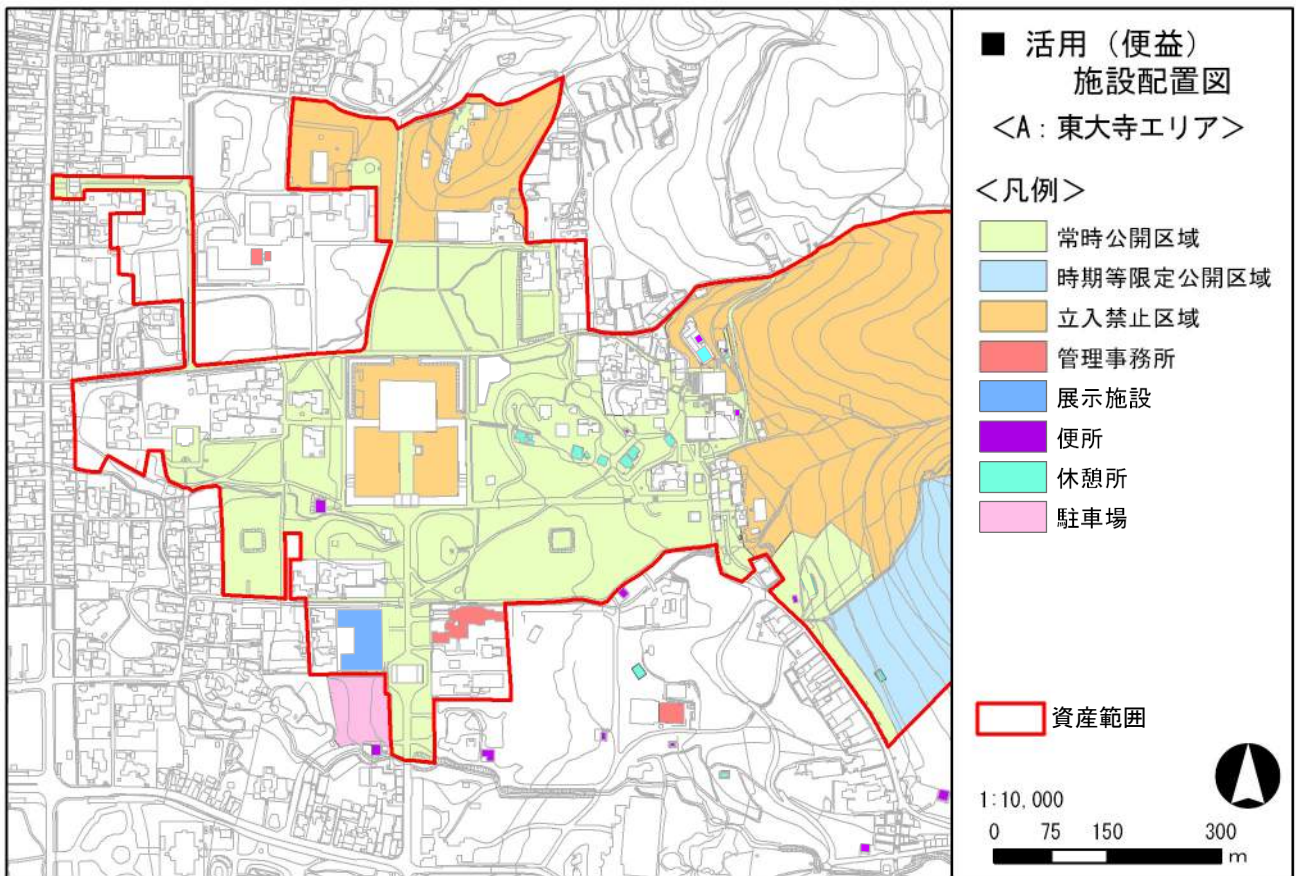 ■ 活用（便益）
施設配置図
＜A：東大寺エリア＞
＜凡例＞
常時公開区域
時期等限定公開区域
立入禁止区域
管理事務所
展示施設
便所
休憩所
駐車場
資産範囲
1:10,000
0 75 150 300
m